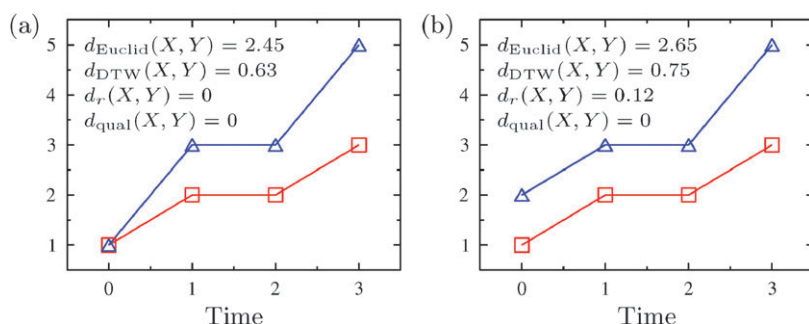 (a)
d_Euclid(X, Y) = 2.45
d_DTW(X, Y) = 0.63
d_r(X, Y) = 0
d_qual(X, Y) = 0
5
4
3
2
1
0 1 2 3
Time
(b)
d_Euclid(X, Y) = 2.65
d_DTW(X, Y) = 0.75
d_r(X, Y) = 0.12
d_qual(X, Y) = 0
5
4
3
2
1
0 1 2 3
Time